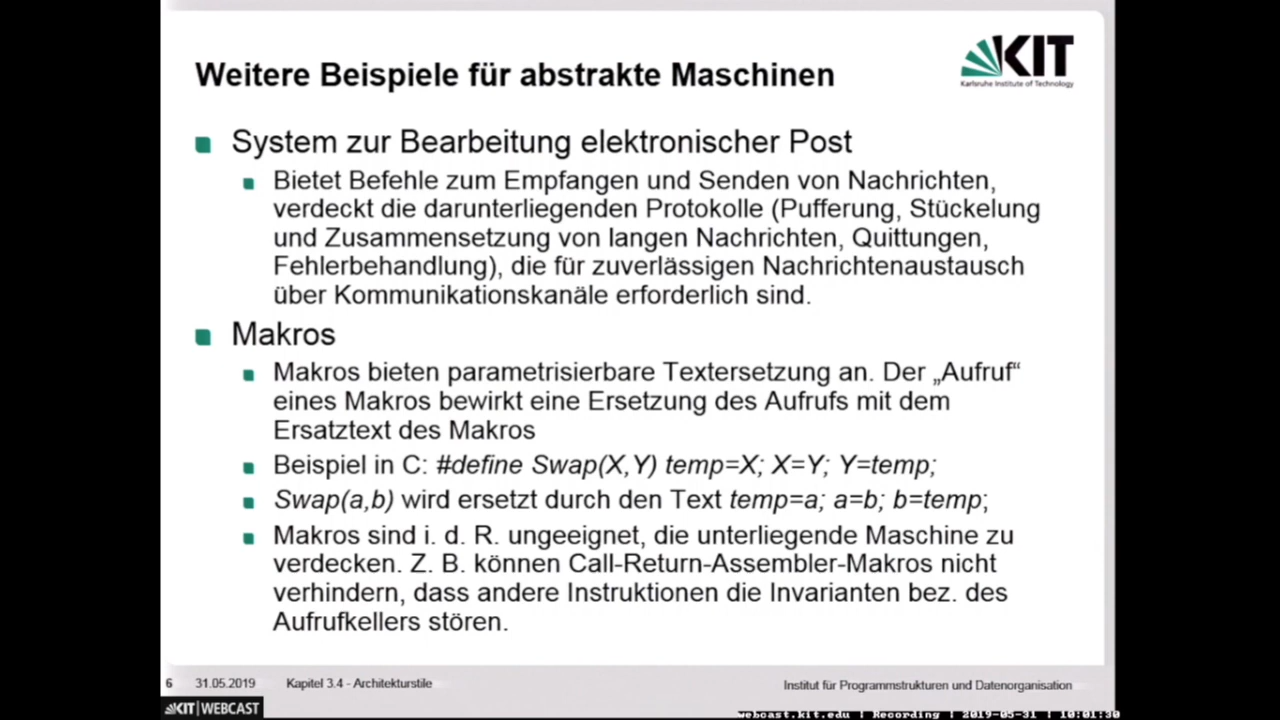 Weitere Beispiele für abstrakte Maschinen
KIT
Karlsruhe Institute of Technology
System zur Bearbeitung elektronischer Post
Bietet Befehle zum Empfangen und Senden von Nachrichten,
verdeckt die darunterliegenden Protokolle (Pufferung, Stückelung
und Zusammensetzung von langen Nachrichten, Quittungen,
Fehlerbehandlung), die für zuverlässigen Nachrichtenaustausch
über Kommunikationskanäle erforderlich sind.
Makros
Makros bieten parametrisierbare Textersetzung an. Der „Aufruf“
eines Makros bewirkt eine Ersetzung des Aufrufs mit dem
Ersatztext des Makros
Beispiel in C: #define Swap(X,Y) temp=X; X=Y; Y=temp;
Swap(a,b) wird ersetzt durch den Text temp=a; a=b; b=temp;
Makros sind i. d. R. ungeeignet, die unterliegende Maschine zu
verdecken. Z. B. können Call-Return-Assembler-Makros nicht
verhindern, dass andere Instruktionen die Invarianten bez. des
Aufrufkellers stören.
6 31.05.2019 Kapitel 3.4 - Architekturstile Institut für Programmstrukturen und Datenorganisation
KIT | WEBCAST
webcast.kit.edu | Recording | 2019-05-31 | 10:01:30